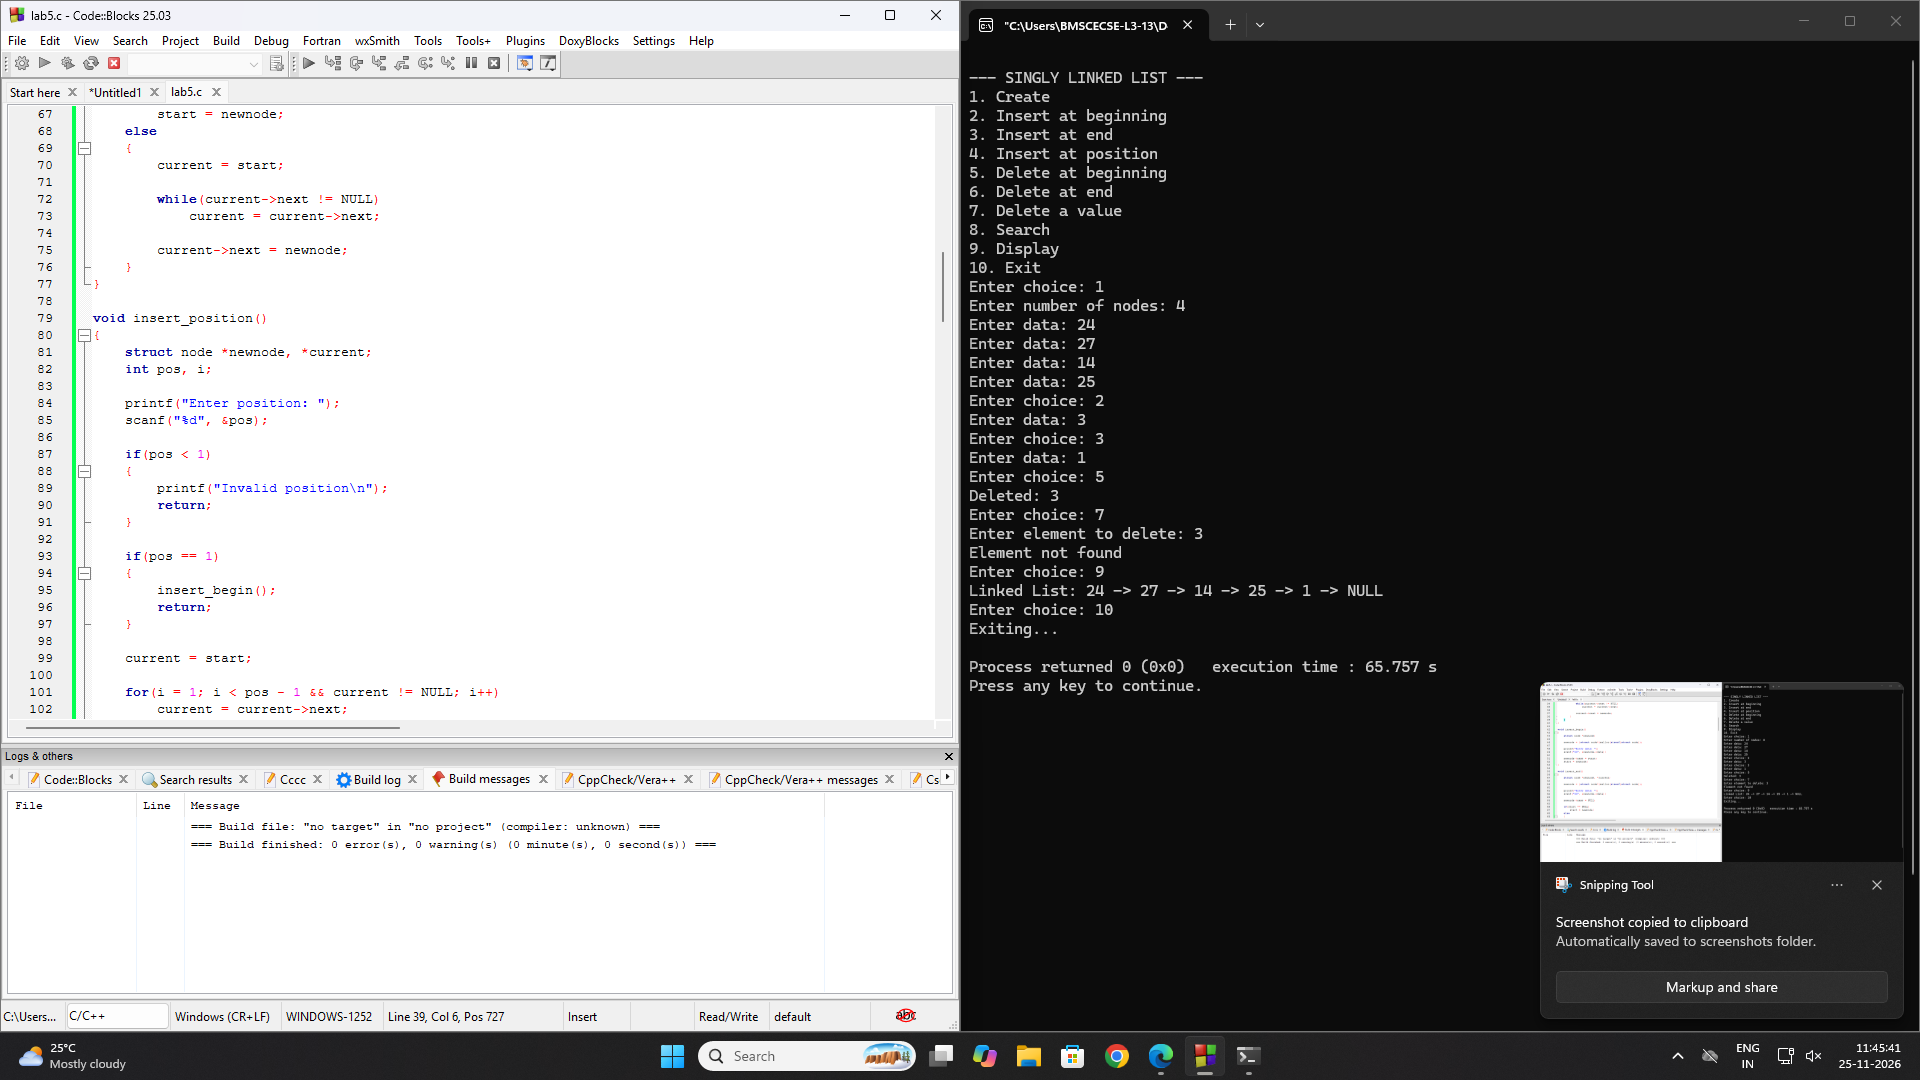 lab5.c - Code::Blocks 25.03
File Edit View Search Project Build Debug Fortran wxSmith Tools Tools+ Plugins DoxyBlocks Settings Help
Start here *Untitled1 lab5.c
67 start = newnode;
68 else
69 {
70 current = start;
71
72 while(current->next != NULL)
73 current = current->next;
74
75 current->next = newnode;
76 }
77 }
78
79 void insert_position()
80 {
81 struct node *newnode, *current;
82 int pos, i;
83
84 printf("Enter position: ");
85 scanf("%d", &pos);
86
87 if(pos < 1)
88 {
89 printf("Invalid position\n");
90 return;
91 }
92
93 if(pos == 1)
94 {
95 insert_begin();
96 return;
97 }
98
99 current = start;
100
101 for(i = 1; i < pos - 1 && current != NULL; i++)
102 current = current->next;
Logs & others
Code::Blocks Search results Cccc Build log Build messages CppCheck/Vera++ CppCheck/Vera++ messages Cs
File Line Message
=== Build file: "no target" in "no project" (compiler: unknown) ===
=== Build finished: 0 error(s), 0 warning(s) (0 minute(s), 0 second(s)) ===
C:\Users... C/C++ Windows (CR+LF) WINDOWS-1252 Line 39, Col 6, Pos 727 Insert Read/Write default abc
"C:\Users\BMSCECSE-L3-13\D
--- SINGLY LINKED LIST ---
1. Create
2. Insert at beginning
3. Insert at end
4. Insert at position
5. Delete at beginning
6. Delete at end
7. Delete a value
8. Search
9. Display
10. Exit
Enter choice: 1
Enter number of nodes: 4
Enter data: 24
Enter data: 27
Enter data: 14
Enter data: 25
Enter choice: 2
Enter data: 3
Enter choice: 3
Enter data: 1
Enter choice: 5
Deleted: 3
Enter choice: 7
Enter element to delete: 3
Element not found
Enter choice: 9
Linked List: 24 -> 27 -> 14 -> 25 -> 1 -> NULL
Enter choice: 10
Exiting...
Process returned 0 (0x0) execution time : 65.757 s
Press any key to continue.
Snipping Tool
Screenshot copied to clipboard
Automatically saved to screenshots folder.
Markup and share
25°C
Mostly cloudy
Search
ENG
IN
11:45:41
25-11-2026